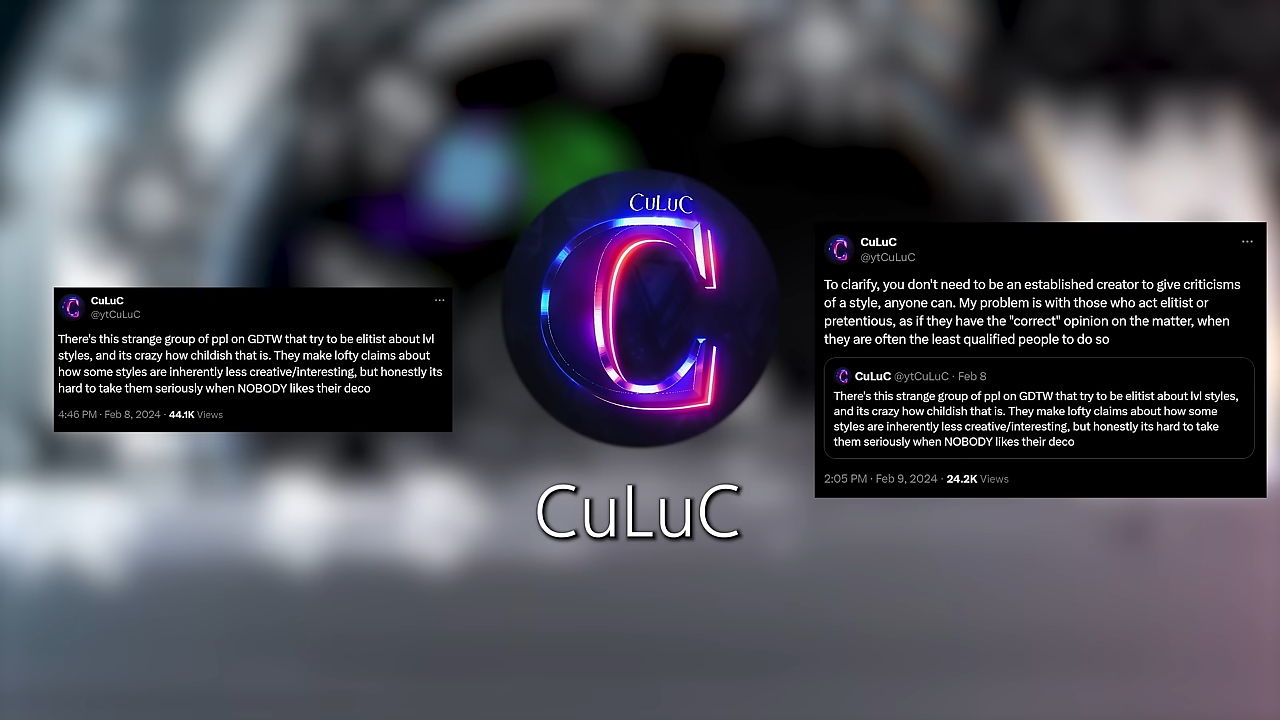 CuLuC
@ytCuLuC
There's this strange group of ppl on GDTW that try to be elitist about lvl
styles, and its crazy how childish that is. They make lofty claims about
how some styles are inherently less creative/interesting, but honestly its
hard to take them seriously when NOBODY likes their deco
4:46 PM · Feb 8, 2024 · 44.1K Views
CuLuC
CuLuC
CuLuC
@ytCuLuC
To clarify, you don't need to be an established creator to give criticisms
of a style, anyone can. My problem is with those who act elitist or
pretentious, as if they have the "correct" opinion on the matter, when
they are often the least qualified people to do so
CuLuC @ytCuLuC · Feb 8
There's this strange group of ppl on GDTW that try to be elitist about lvl styles,
and its crazy how childish that is. They make lofty claims about how some
styles are inherently less creative/interesting, but honestly its hard to take
them seriously when NOBODY likes their deco
2:05 PM · Feb 9, 2024 · 24.2K Views